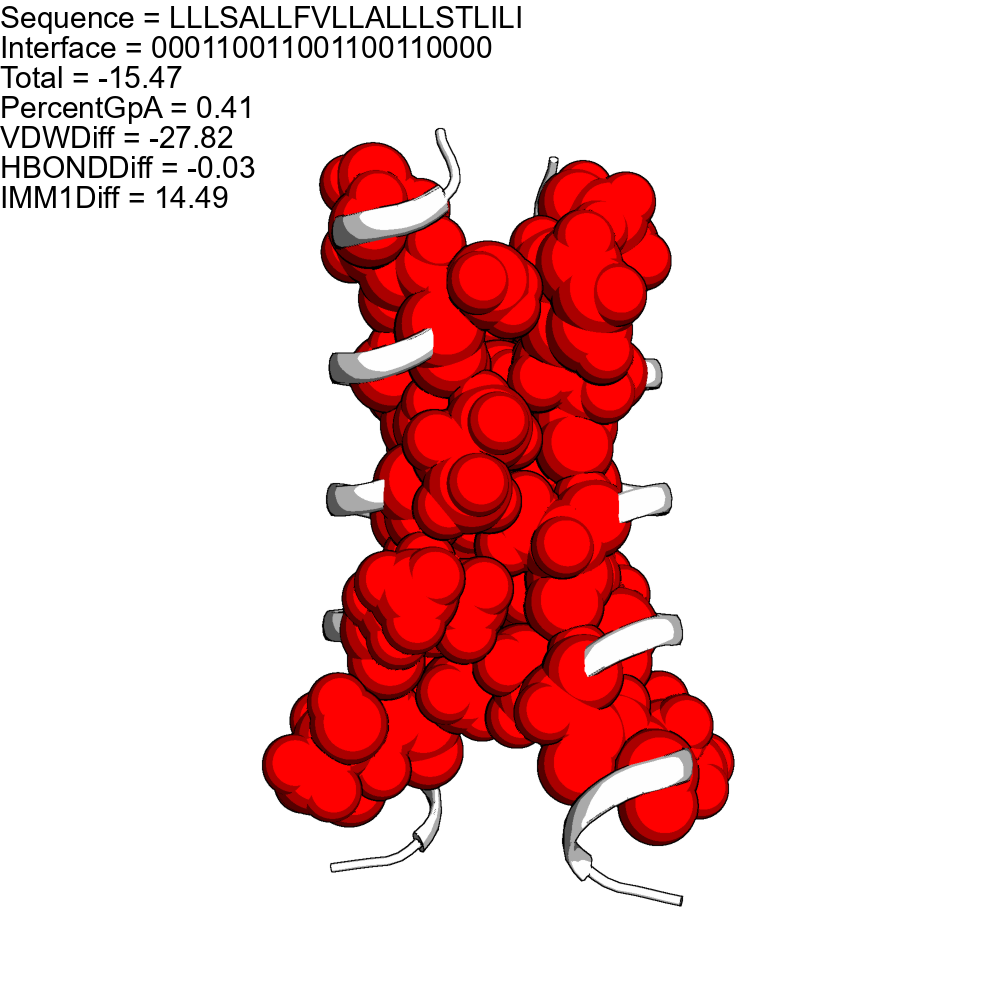 Sequence = LLLSALLFVLLALLLSTLILI
Interface = 000110011001100110000
Total = -15.47
PercentGpA = 0.41
VDWDiff = -27.82
HBONDDiff = -0.03
IMM1Diff = 14.49